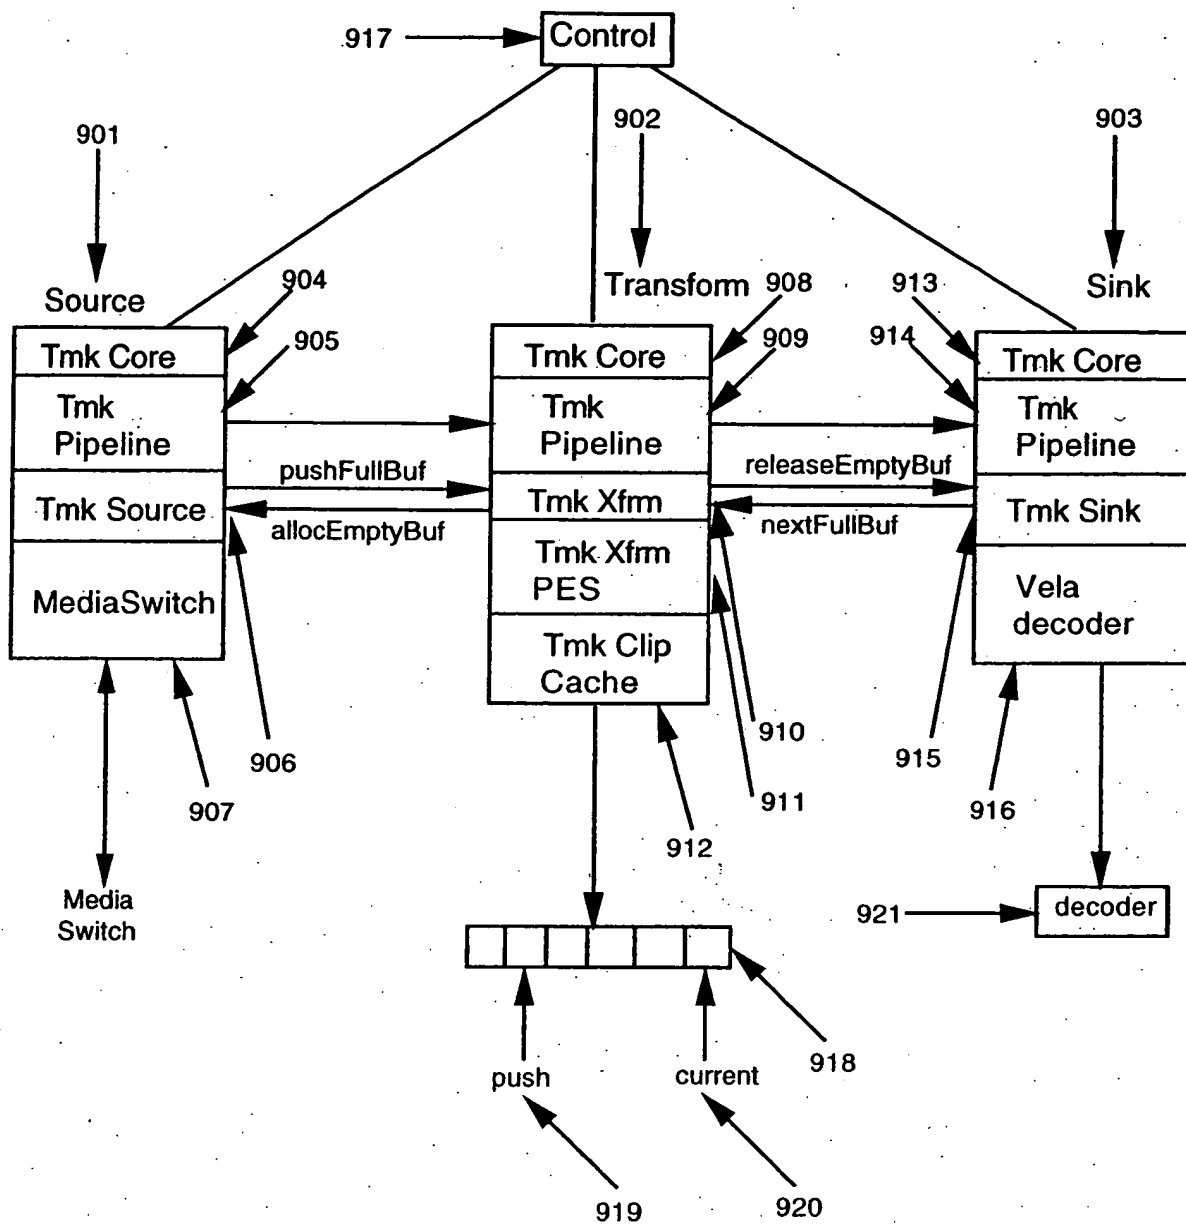 917
Control
901
902
903
Source
904
Transform
908
913
Sink
905
909
914
Tmk Core
Tmk
Pipeline
Tmk Source
MediaSwitch
pushFullBuf
allocEmptyBuf
Tmk Core
Tmk
Pipeline
Tmk Xfrm
Tmk Xfrm
PES
Tmk Clip
Cache
releaseEmptyBuf
nextFullBuf
Tmk Core
Tmk
Pipeline
Tmk Sink
Vela
decoder
906
907
910
911
912
915
916
Media
Switch
921
decoder
push
current
918
919
920